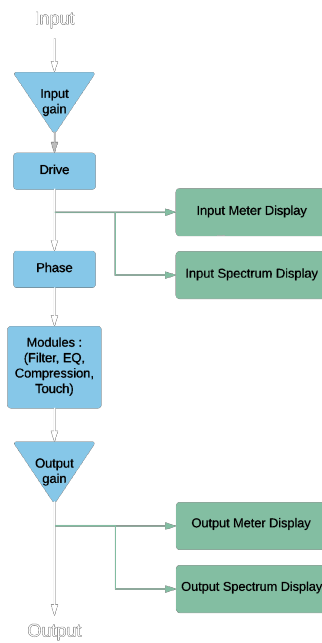 Input
Input
gain
Drive
Input Meter Display
Input Spectrum Display
Phase
Modules :
(Filter, EQ,
Compression,
Touch)
Output
gain
Output Meter Display
Output Spectrum Display
Output